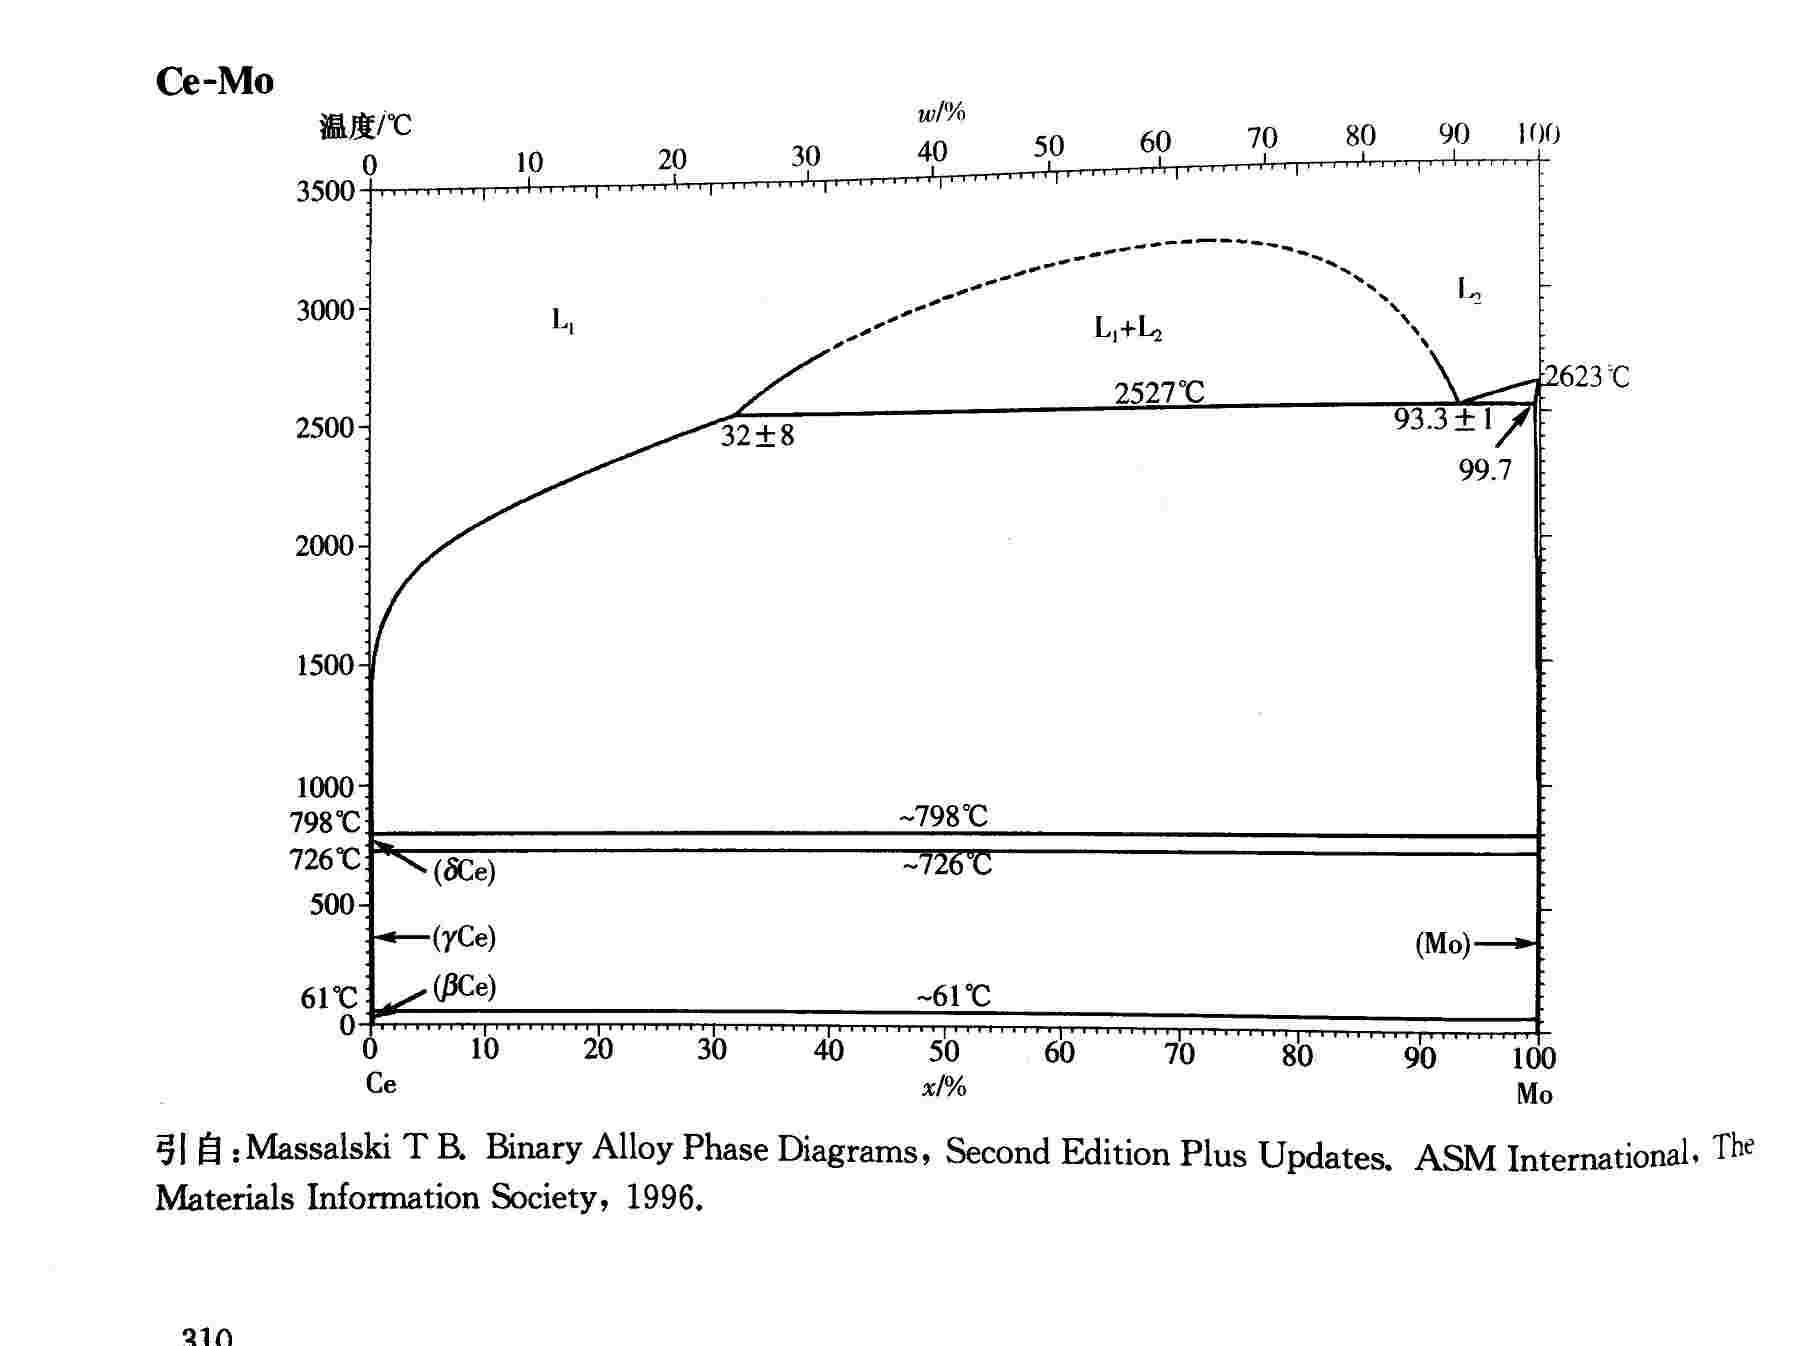 Ce-Mo
温度/℃
w/%
0 10 20 30 40 50 60 70 80 90 100
3500
3000
2500
2000
1500
1000
798℃
726℃
500
61℃
0
L₁
L₂
L₁+L₂
2623℃
2527℃
32±8
93.3±1
99.7
~798℃
~726℃
(δCe)
(γCe)
(Mo)
(βCe)
~61℃
0 10 20 30 40 50 60 70 80 90 100
Ce x/% Mo
引自:Massalski T B. Binary Alloy Phase Diagrams, Second Edition Plus Updates. ASM International, The
Materials Information Society, 1996.
310